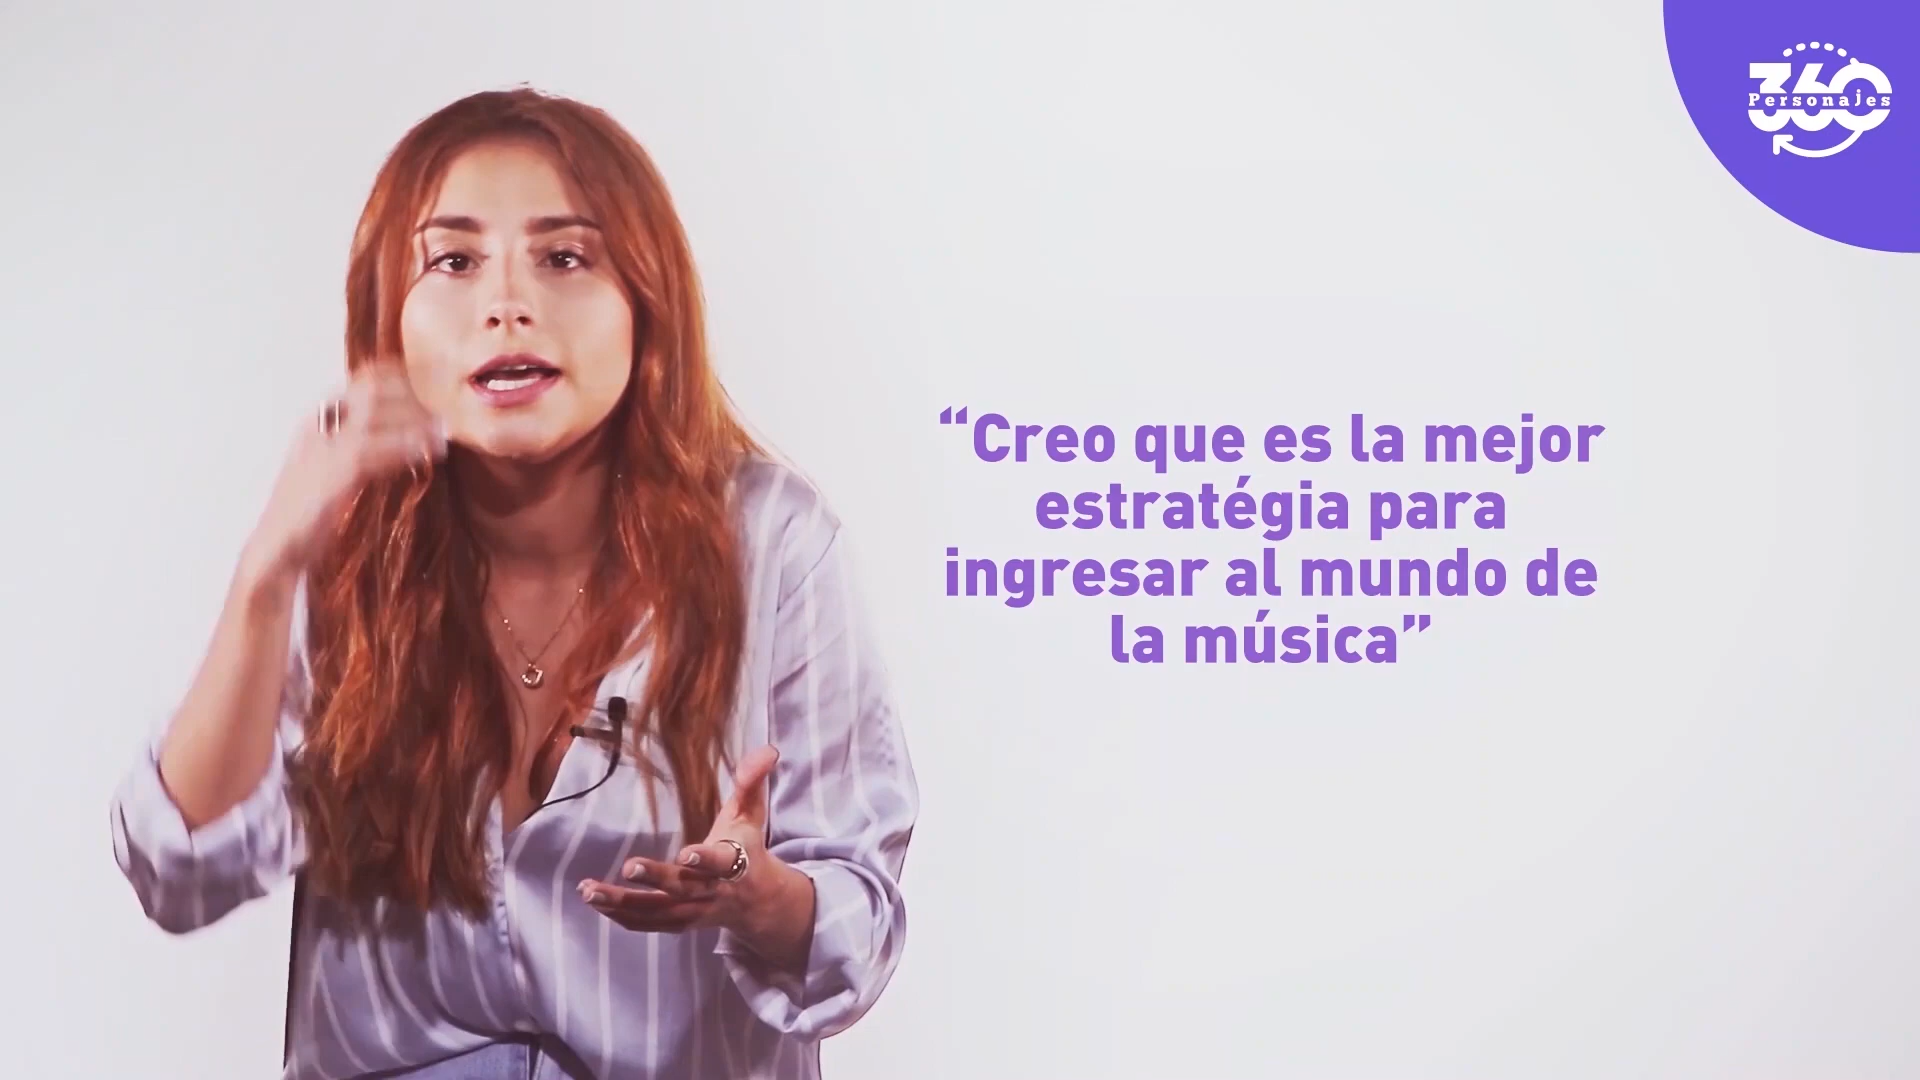 360
Personajes
“Creo que es la mejor
estratégia para
ingresar al mundo de
la música”